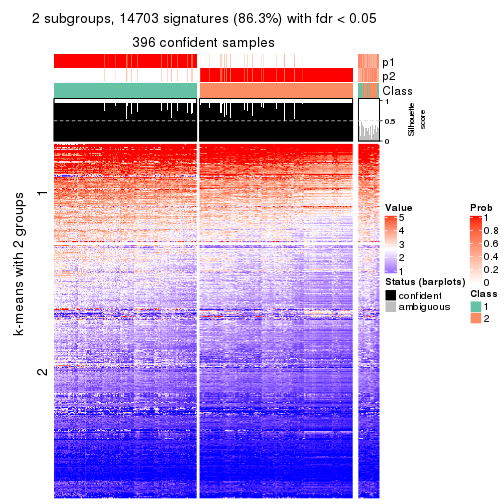 2 subgroups, 14703 signatures (86.3%) with fdr < 0.05
396 confident samples
p1
p2
Class
1
0.5
0
Silhouette
score
k-means with 2 groups
1
2
Value
5
4
3
2
1
Status (barplots)
confident
ambiguous
Prob
1
0.8
0.6
0.4
0.2
0
Class
1
2